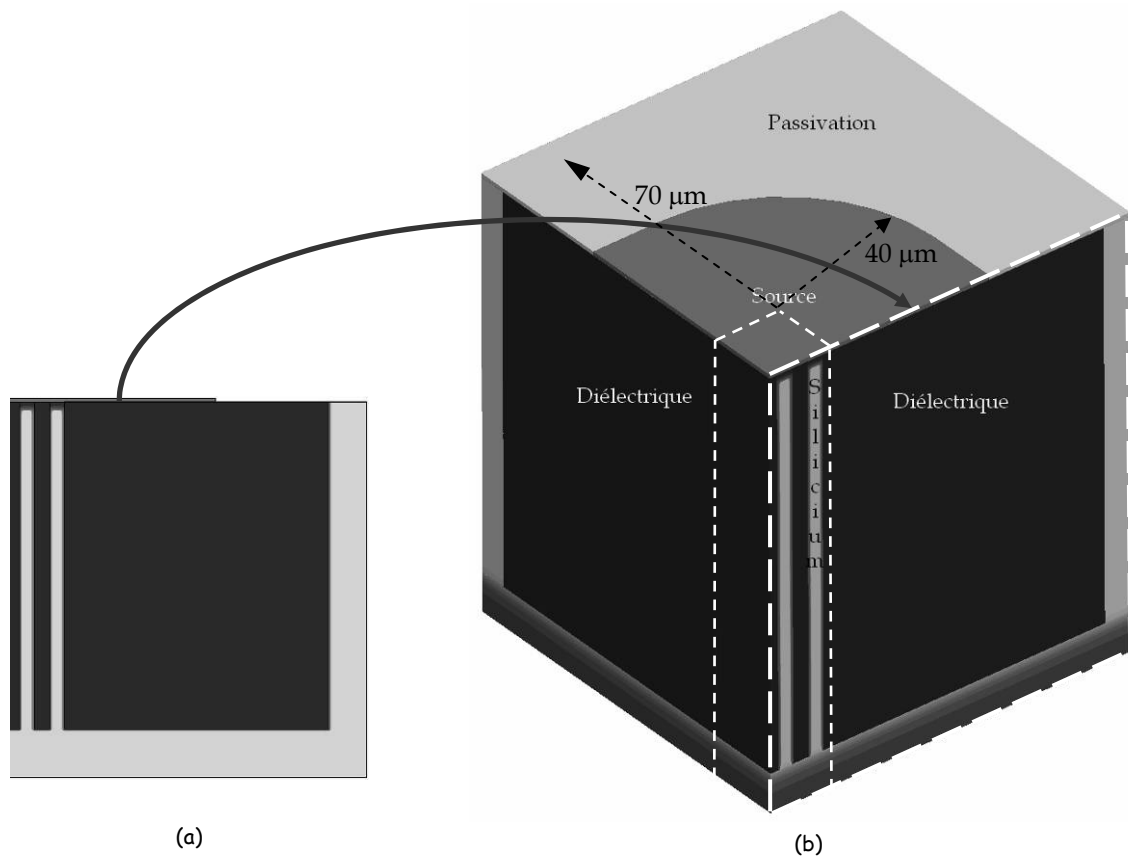 Passivation
70 µm
40 µm
Source
Diélectrique
Silicium
Diélectrique
(a)
(b)